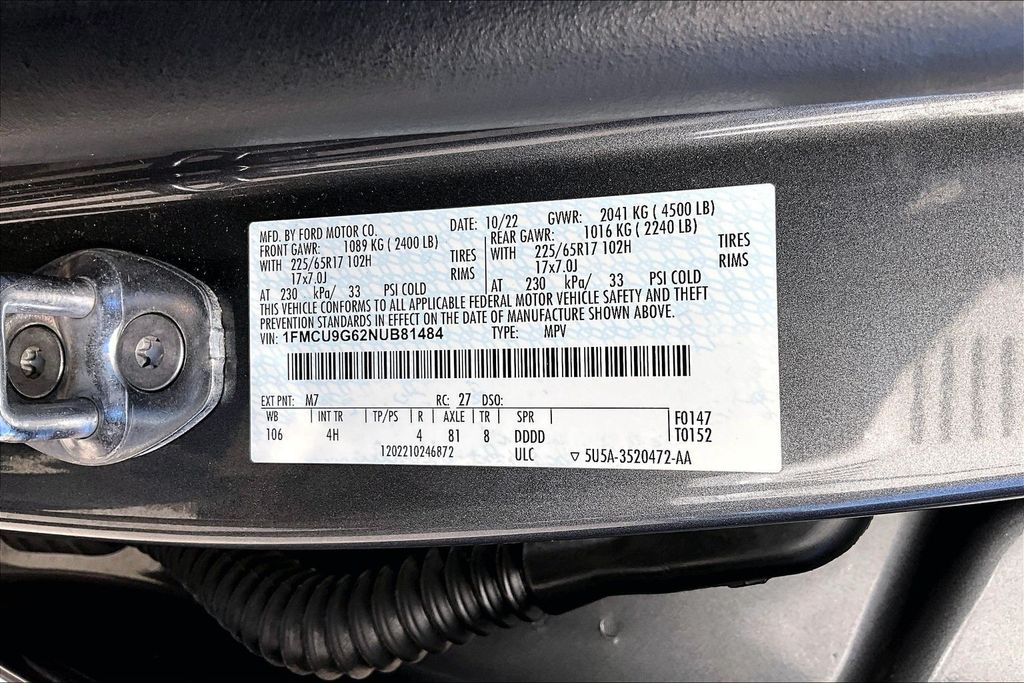 MFD. BY FORD MOTOR CO. DATE: 10/22 GVWR: 2041 KG ( 4500 LB)
FRONT GAWR: 1089 KG ( 2400 LB) REAR GAWR: 1016 KG ( 2240 LB)
WITH 225/65R17 102H TIRES WITH 225/65R17 102H TIRES
17x7.0J RIMS 17x7.0J RIMS
AT 230 kPa/ 33 PSI COLD AT 230 kPa/ 33 PSI COLD
THIS VEHICLE CONFORMS TO ALL APPLICABLE FEDERAL MOTOR VEHICLE SAFETY AND THEFT
PREVENTION STANDARDS IN EFFECT ON THE DATE OF MANUFACTURE SHOWN ABOVE.
VIN: 1FMCU9G62NUB81484 TYPE: MPV
EXT PNT: M7 RC: 27 DSO:
WB | INT TR | TP/PS | R | AXLE | TR | SPR | F0147
106 4H 4 81 8 DDDD T0152
1202210246872 ULC ▽ 5U5A-3520472-AA